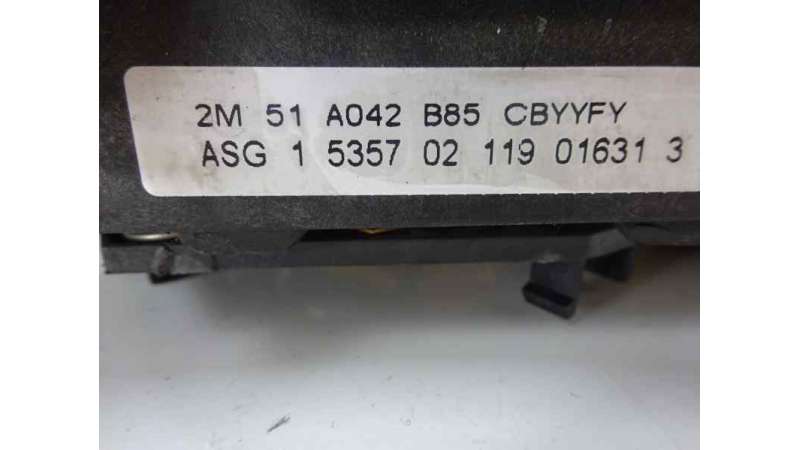 2M 51 A042 B85 CBYYFY
ASG 1 5357 02 119 01631 3